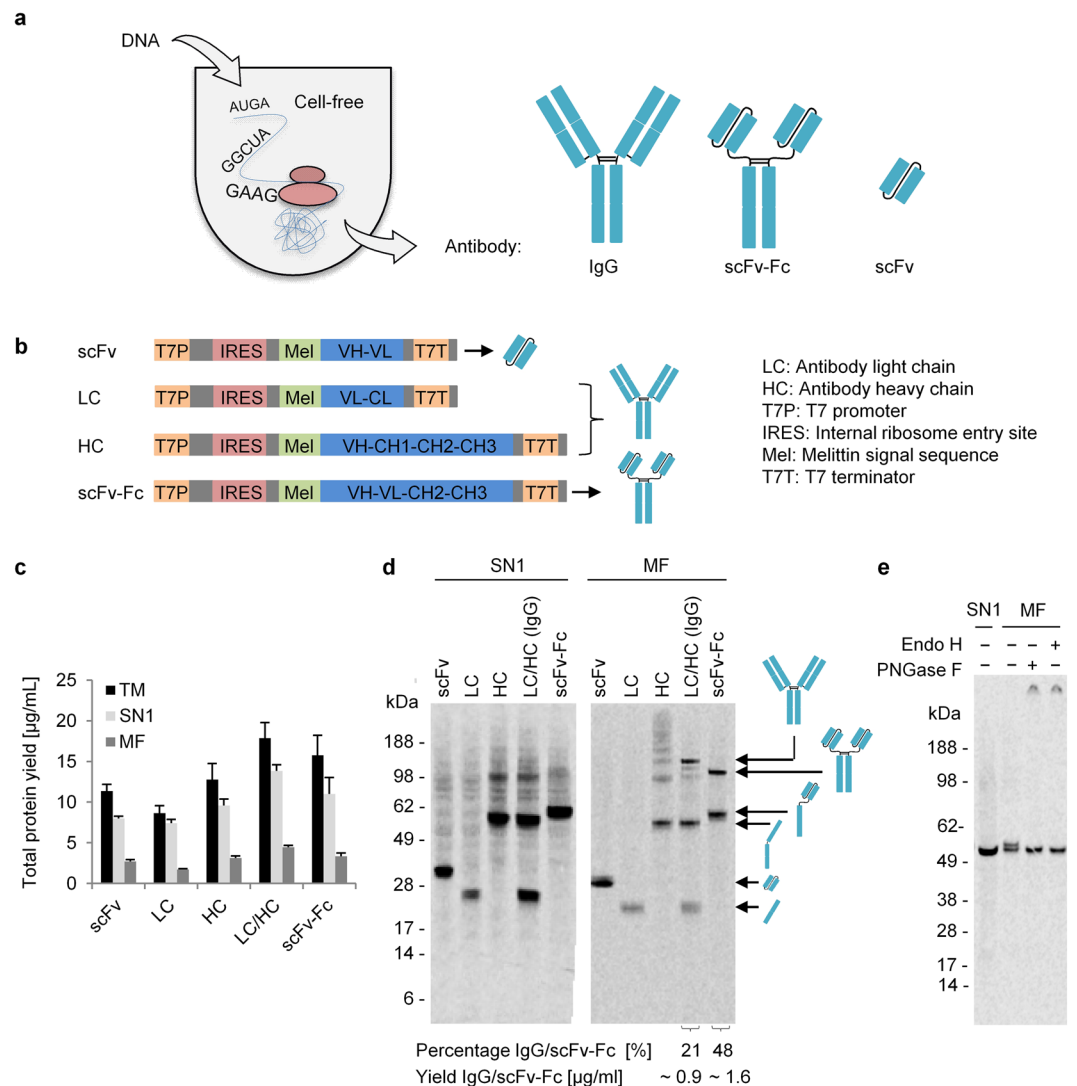 a
DNA
AUGA
Cell-free
GGCUA
GAAG
Antibody:
IgG
scFv-Fc
scFv
b
scFv T7P IRES Mel VH-VL T7T
LC T7P IRES Mel VL-CL T7T
HC T7P IRES Mel VH-CH1-CH2-CH3 T7T
scFv-Fc T7P IRES Mel VH-VL-CH2-CH3 T7T
LC: Antibody light chain
HC: Antibody heavy chain
T7P: T7 promoter
IRES: Internal ribosome entry site
Mel: Melittin signal sequence
T7T: T7 terminator
c
Total protein yield [µg/mL]
25
20
15
10
5
0
TM
SN1
MF
scFv
LC
HC
LC/HC
scFv-Fc
d
SN1
MF
scFv
LC
HC
LC/HC (IgG)
scFv-Fc
scFv
LC
HC
LC/HC (IgG)
scFv-Fc
kDa
188 -
98 -
62 -
49 -
28 -
17 -
14 -
6 -
Percentage IgG/scFv-Fc [%] 21 48
Yield IgG/scFv-Fc [µg/ml] ~ 0.9 ~ 1.6
e
SN1 MF
Endo H - - - +
PNGase F - - + -
kDa
188 -
98 -
62-
49 -
38 -
28 -
17 -
14 -